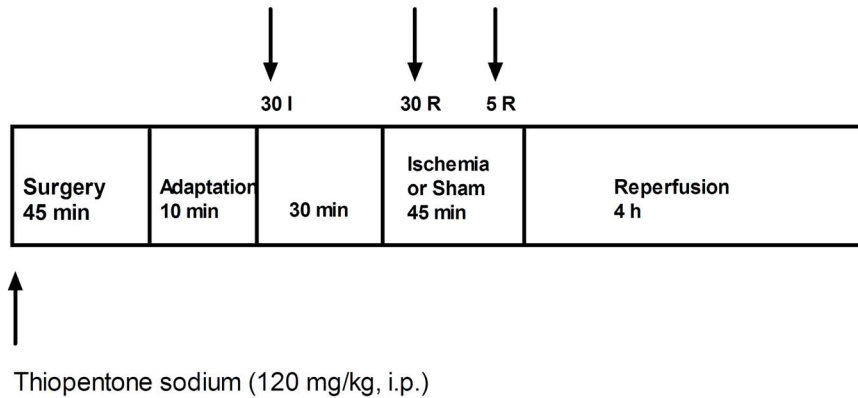 30 I
30 R
5 R
Surgery
45 min
Adaptation
10 min
30 min
Ischemia
or Sham
45 min
Reperfusion
4 h
Thiopentone sodium (120 mg/kg, i.p.)